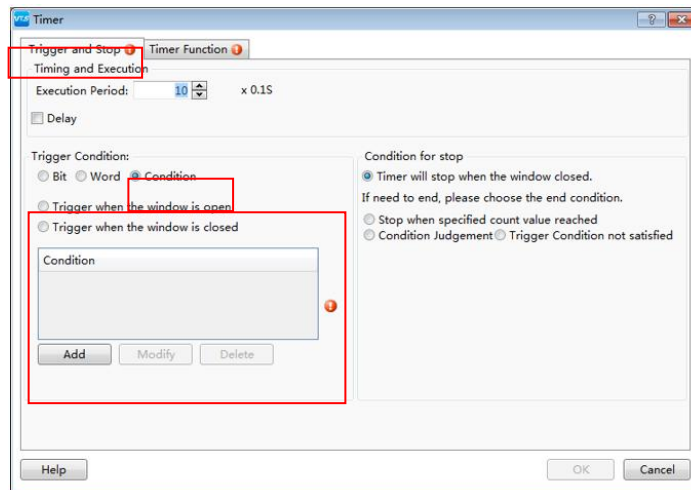 Timer
Trigger and Stop Timer Function
Timing and Execution
Execution Period: 10 x 0.1S
Delay
Trigger Condition:
Bit Word Condition
Trigger when the window is open
Trigger when the window is closed
Condition
Add Modify Delete
Condition for stop
Timer will stop when the window closed.
If need to end, please choose the end condition.
Stop when specified count value reached
Condition Judgement Trigger Condition not satisfied
Help OK Cancel